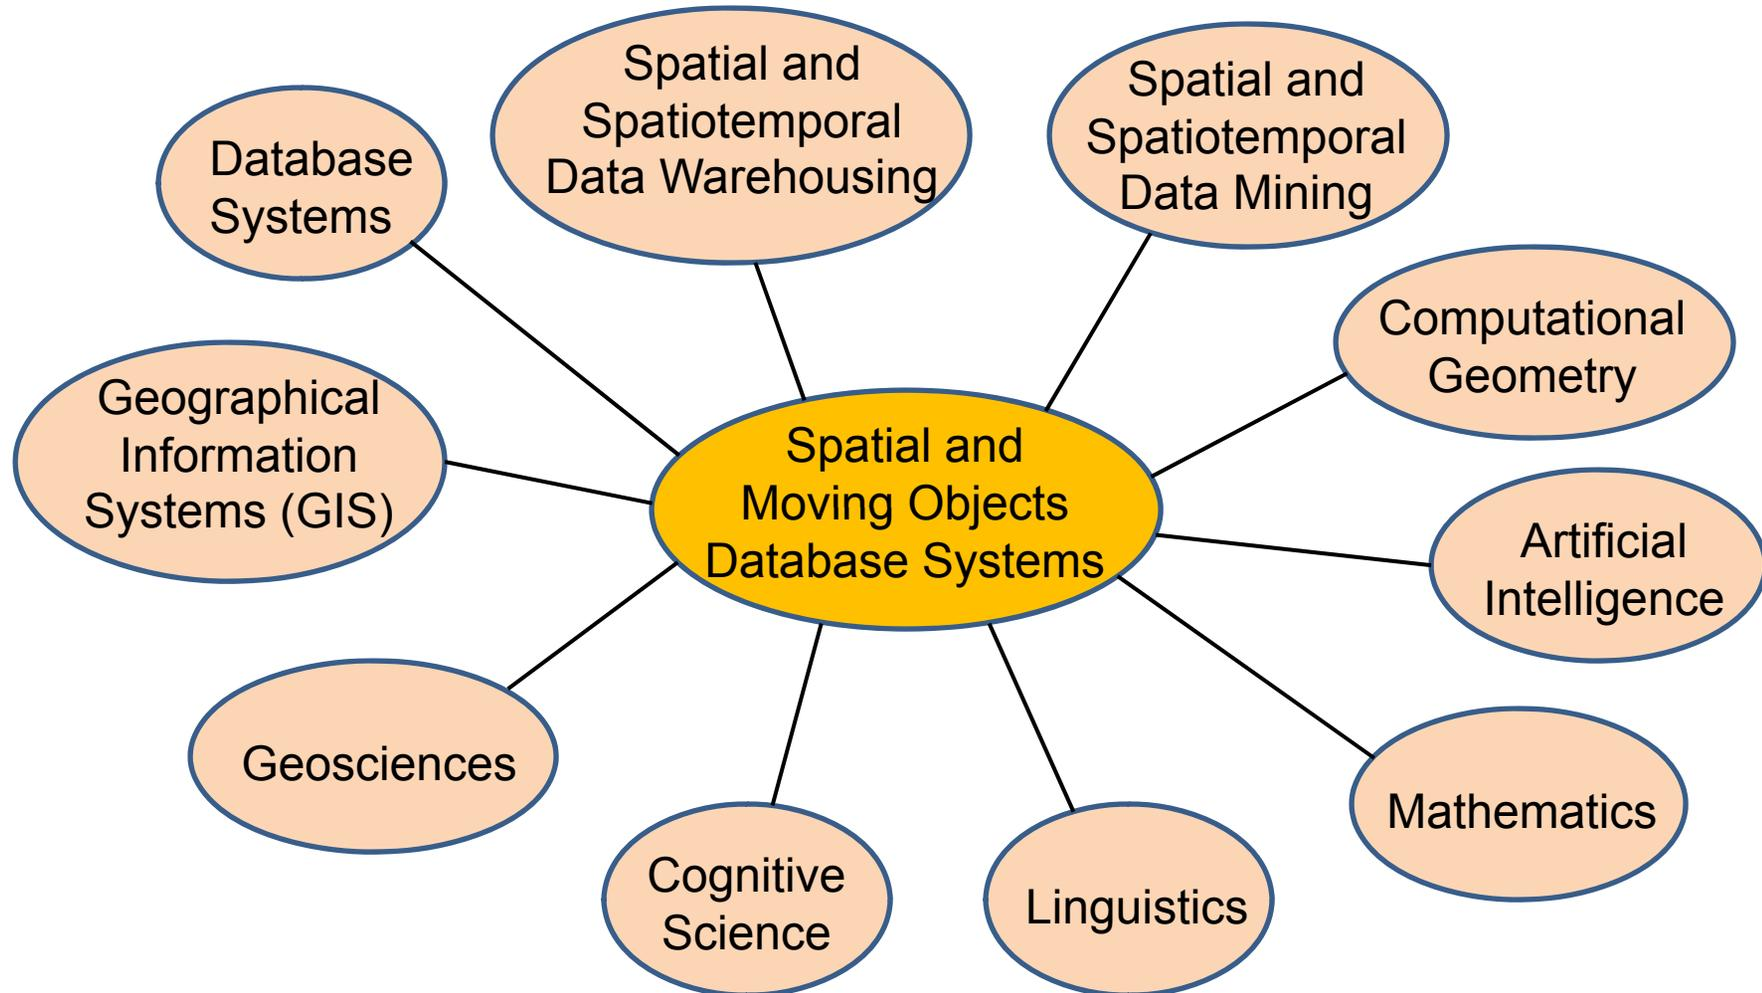 Spatial and
Spatiotemporal
Data Warehousing
Spatial and
Spatiotemporal
Data Mining
Database
Systems
Computational
Geometry
Geographical
Information
Systems (GIS)
Spatial and
Moving Objects
Database Systems
Artificial
Intelligence
Geosciences
Mathematics
Cognitive
Science
Linguistics